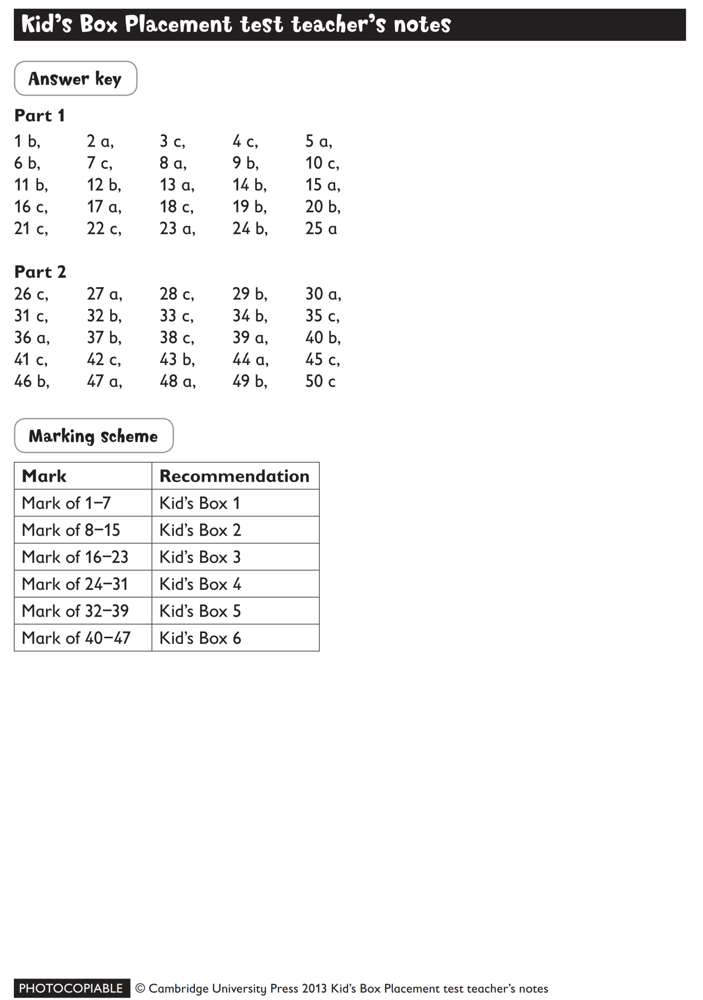 Kid's Box Placement test teacher's notes
Answer key
Part 1
1 b, 2 a, 3 c, 4 c, 5 a,
6 b, 7 c, 8 a, 9 b, 10 c,
11 b, 12 b, 13 a, 14 b, 15 a,
16 c, 17 a, 18 c, 19 b, 20 b,
21 c, 22 c, 23 a, 24 b, 25 a
Part 2
26 c, 27 a, 28 c, 29 b, 30 a,
31 c, 32 b, 33 c, 34 b, 35 c,
36 a, 37 b, 38 c, 39 a, 40 b,
41 c, 42 c, 43 b, 44 a, 45 c,
46 b, 47 a, 48 a, 49 b, 50 c
Marking scheme
Mark Recommendation
Mark of 1–7 Kid's Box 1
Mark of 8–15 Kid's Box 2
Mark of 16–23 Kid's Box 3
Mark of 24–31 Kid's Box 4
Mark of 32–39 Kid's Box 5
Mark of 40–47 Kid's Box 6
PHOTOCOPIABLE © Cambridge University Press 2013 Kid's Box Placement test teacher's notes